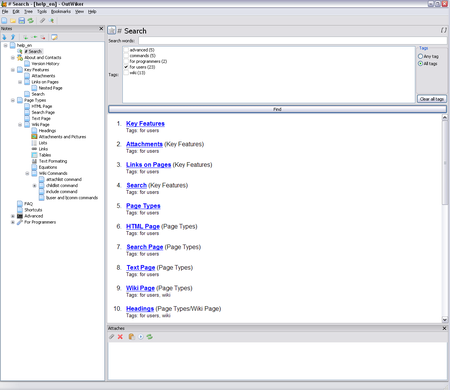 # Search - [help_en] - OutWiker
File Edit Tree Tools Bookmarks View Help
Notes
help_en
# Search
About and Contacts
Version History
Key Features
Attachments
Links on Pages
Nested Page
Search
Page Types
HTML Page
Search Page
Text Page
Wiki Page
Headings
Attachments and Pictures
Lists
Links
Tables
Text Formatting
Equations
Wiki Commands
attachlist command
childlist command
include command
$user and $comm commands
FAQ
Shortcuts
Advanced
For Programmers
# Search
Search words:
Tags:
advanced (5)
commands (5)
for programmers (2)
for users (23)
wiki (13)
Tags
Any tag
All tags
Clear all tags
Find
1. Key Features
Tags: for users
2. Attachments (Key Features)
Tags: for users
3. Links on Pages (Key Features)
Tags: for users
4. Search (Key Features)
Tags: for users
5. Page Types
Tags: for users
6. HTML Page (Page Types)
Tags: for users
7. Search Page (Page Types)
Tags: for users
8. Text Page (Page Types)
Tags: for users
9. Wiki Page (Page Types)
Tags: for users, wiki
10. Headings (Page Types/Wiki Page)
Tags: for users, wiki
Attaches